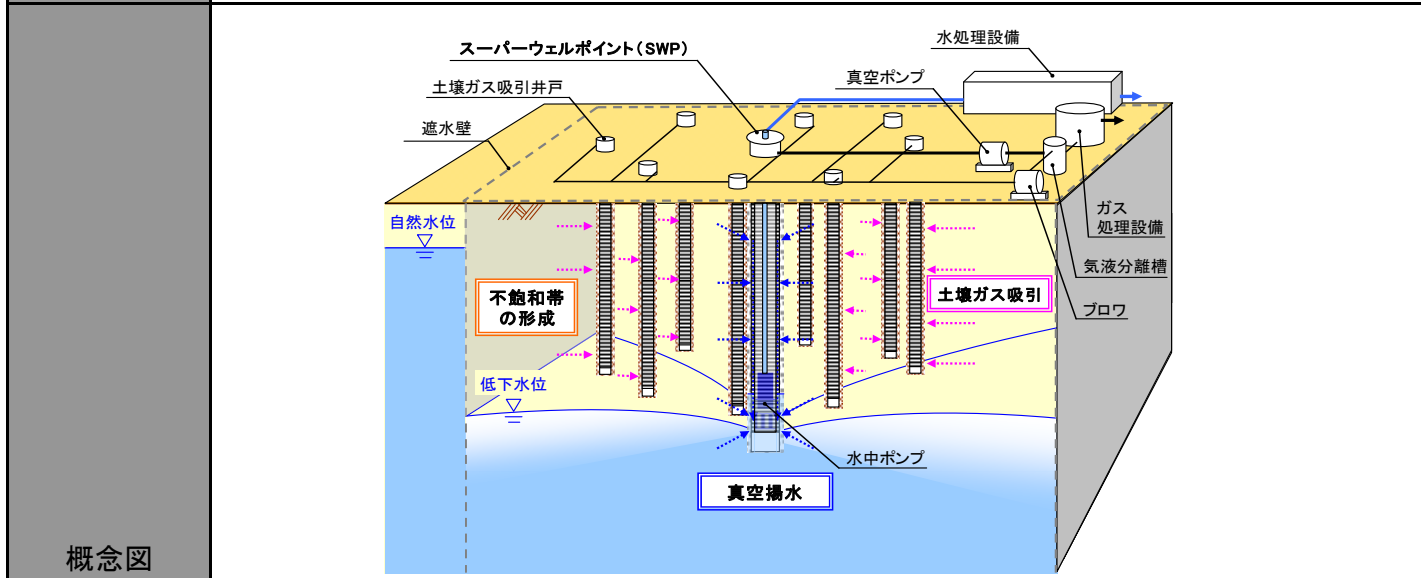 水処理設備
スーパーウェルポイント(SWP)
真空ポンプ
土壌ガス吸引井戸
遮水壁
自然水位
ガス
処理設備
気液分離槽
不飽和帯
の形成
土壌ガス吸引
ブロワ
低下水位
水中ポンプ
真空揚水
概念図